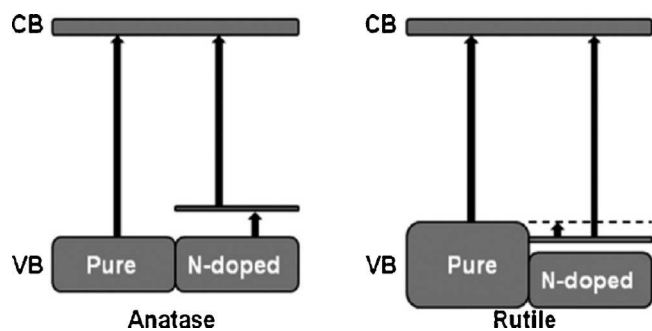 CB
CB
VB
Pure
N-doped
VB
Pure
N-doped
Anatase
Rutile